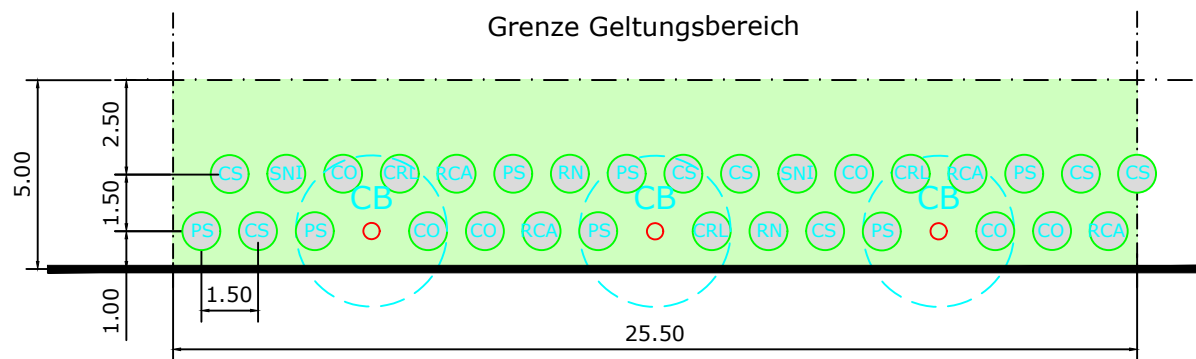 Grenze Geltungsbereich
2.50
5.00
1.50
1.00
CS SNI CO CRL RCA PS RN PS CS CS SNI CO CRL RCA PS CS CS
CB CB CB
PS CS PS CO CO RCA PS CRL RN CS PS CO CO RCA
1.50
25.50